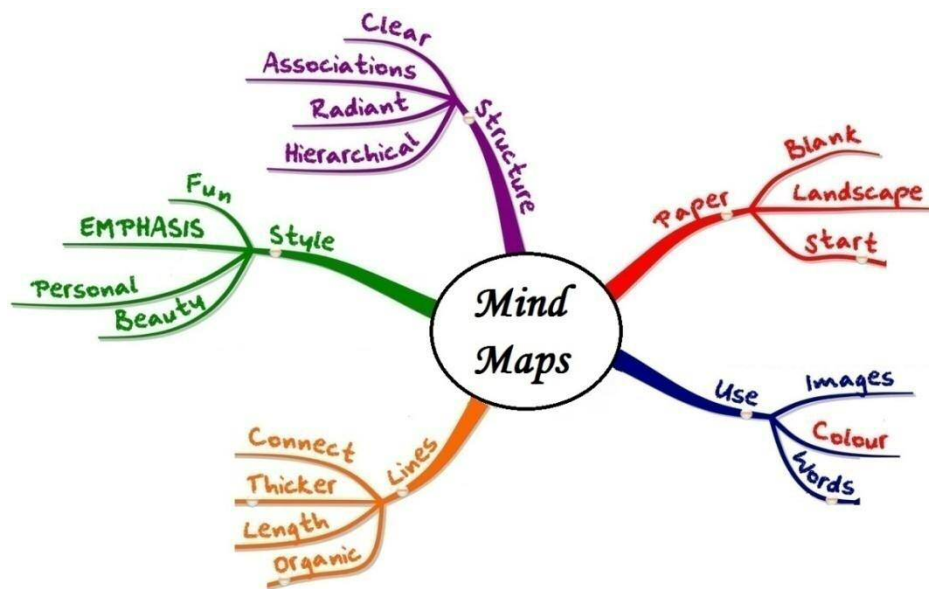 Mind
Maps
Structure
Clear
Associations
Radiant
Hierarchical
Paper
Blank
Landscape
Start
Use
Images
Colour
Words
Lines
Connect
Thicker
Length
Organic
Style
Fun
EMPHASIS
Personal
Beauty